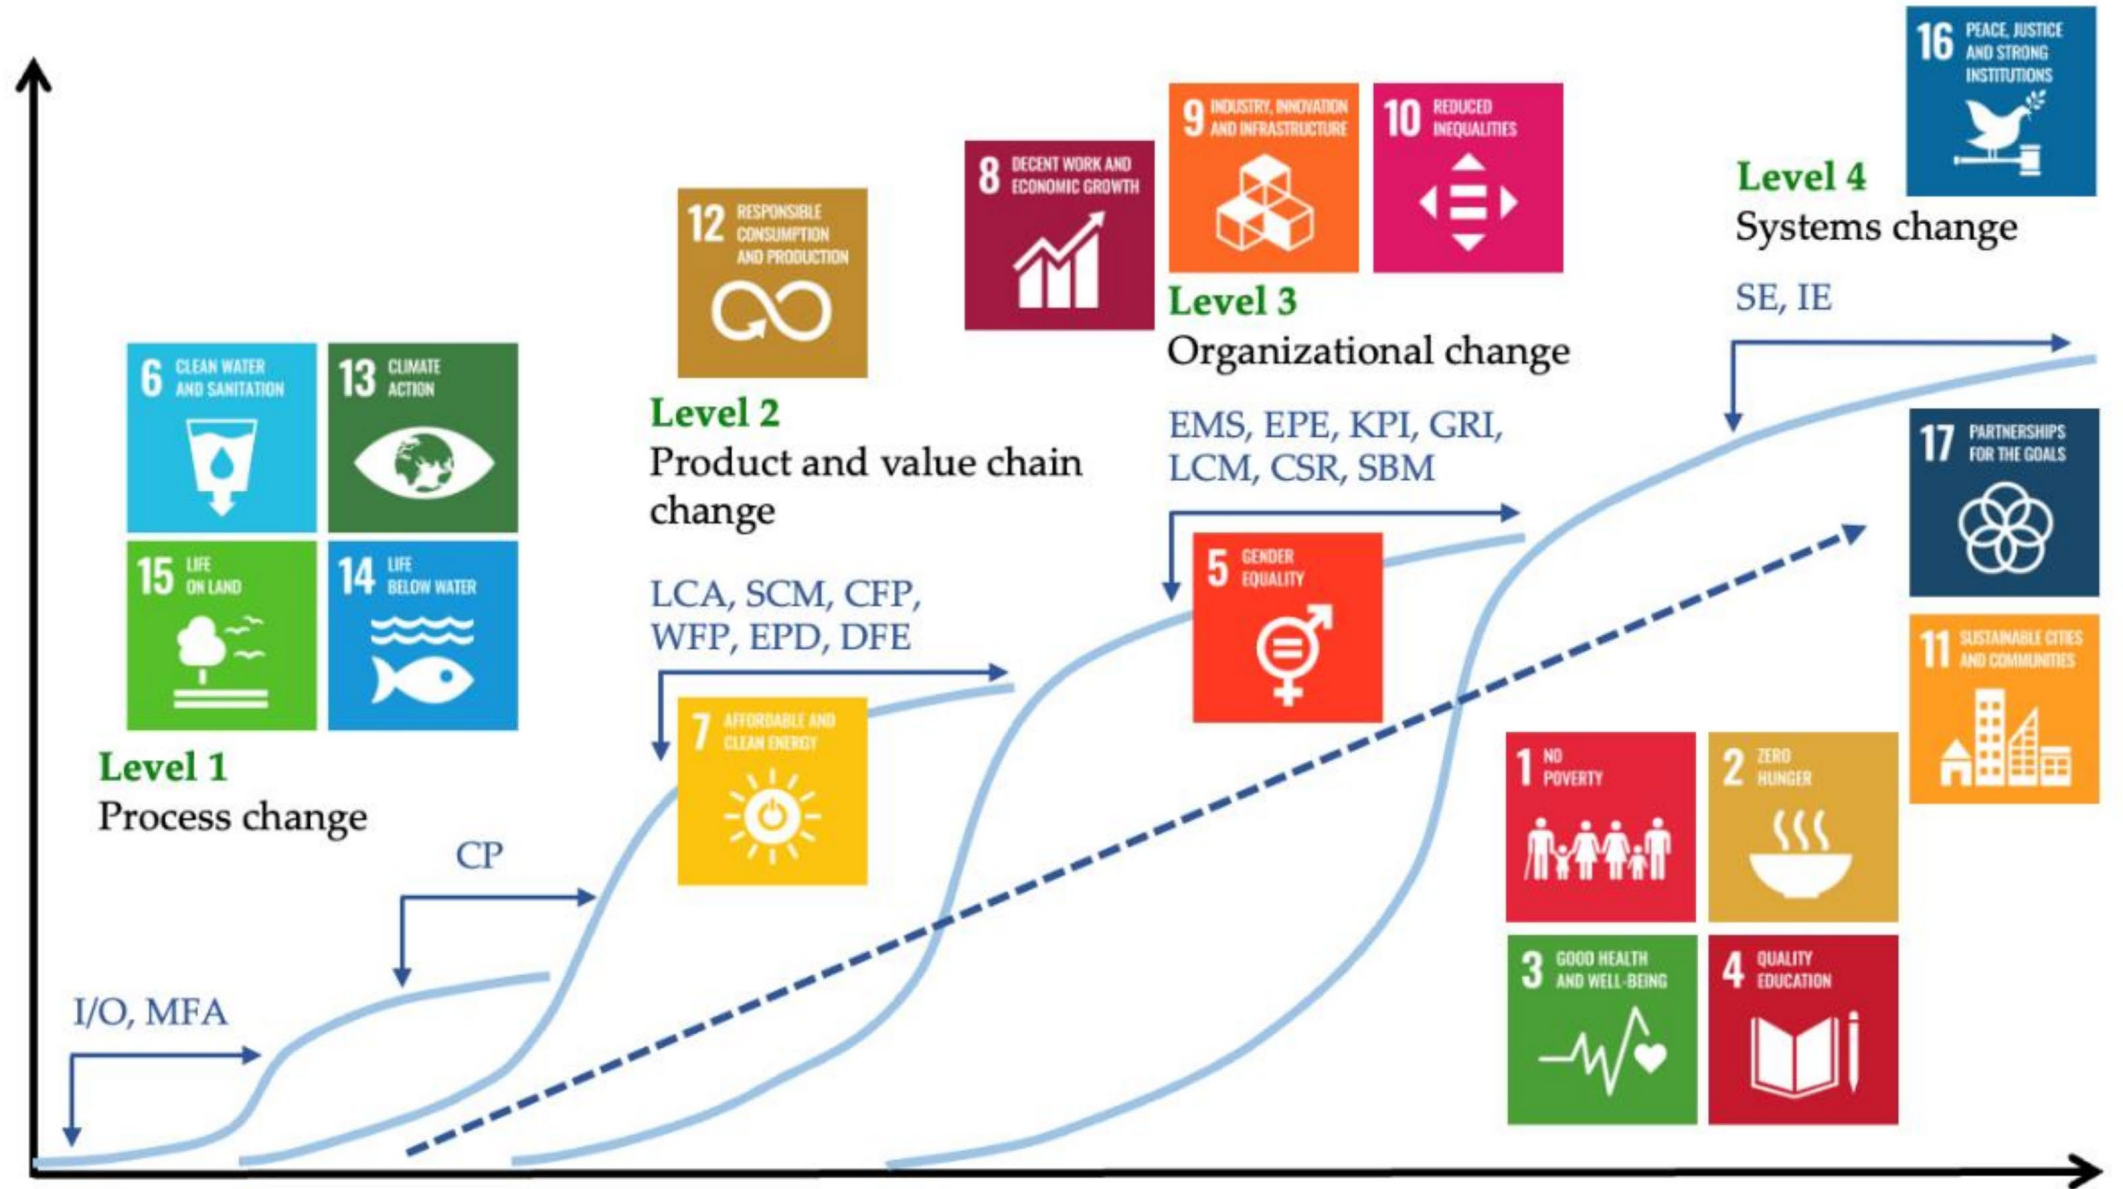 16 PEACE, JUSTICE
AND STRONG
INSTITUTIONS
9 INDUSTRY, INNOVATION
AND INFRASTRUCTURE
10 REDUCED
INEQUALITIES
8 DECENT WORK AND
ECONOMIC GROWTH
Level 4
Systems change
SE, IE
12 RESPONSIBLE
CONSUMPTION
AND PRODUCTION
Level 3
Organizational change
EMS, EPE, KPI, GRI,
LCM, CSR, SBM
6 CLEAN WATER
AND SANITATION
13 CLIMATE
ACTION
Level 2
Product and value chain
change
LCA, SCM, CFP,
WFP, EPD, DFE
17 PARTNERSHIPS
FOR THE GOALS
15 LIFE
ON LAND
14 LIFE
BELOW WATER
5 GENDER
EQUALITY
11 SUSTAINABLE CITIES
AND COMMUNITIES
7 AFFORDABLE AND
CLEAN ENERGY
Level 1
Process change
1 NO
POVERTY
2 ZERO
HUNGER
CP
3 GOOD HEALTH
AND WELL-BEING
4 QUALITY
EDUCATION
I/O, MFA